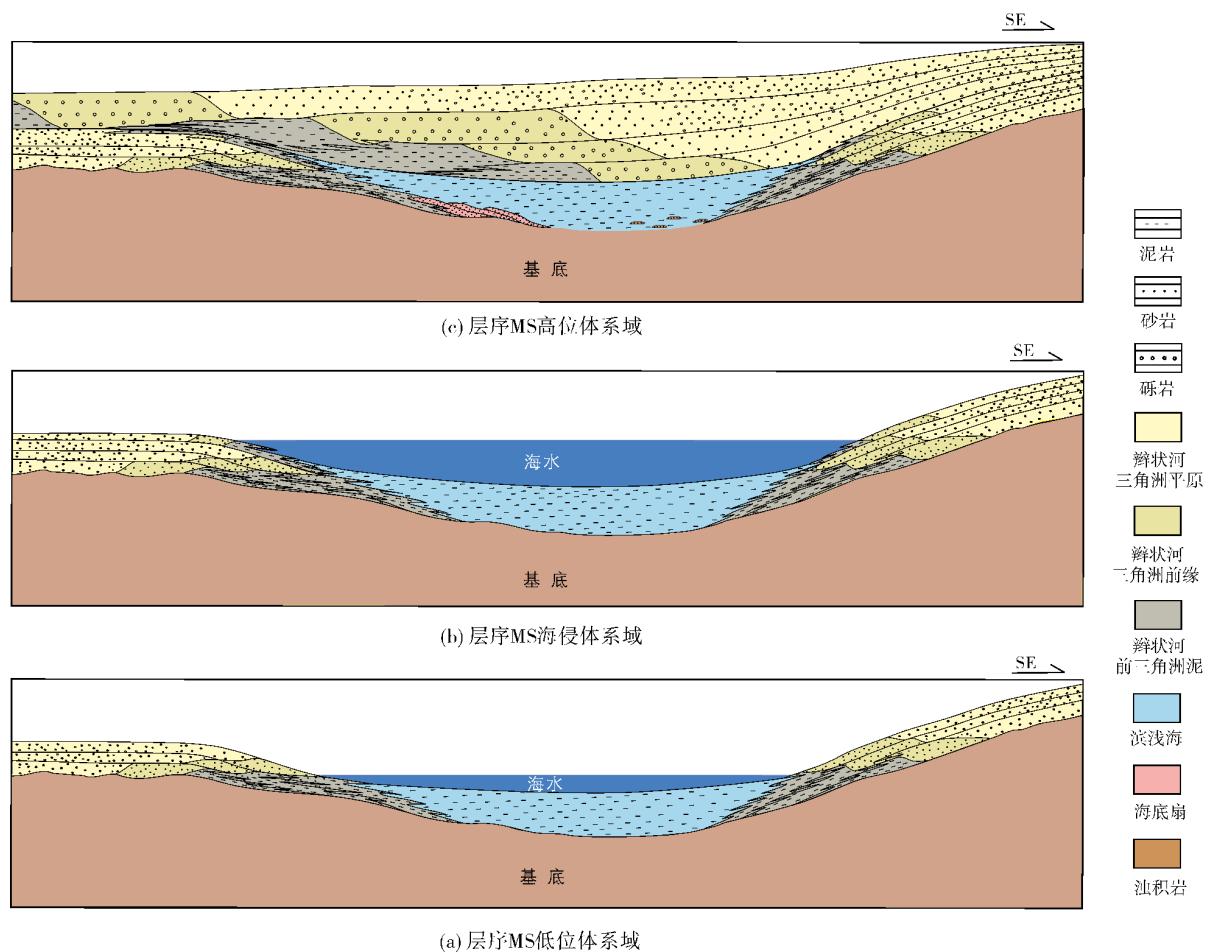 SE
基 底
(c) 层序MS高位体系域
SE
海水
基 底
(b) 层序MS海侵体系域
SE
海水
基 底
(a) 层序MS低位体系域
泥岩
砂岩
砾岩
辫状河
三角洲平原
辫状河
三角洲前缘
辫状河
前三角洲泥
滨浅海
海底扇
浊积岩